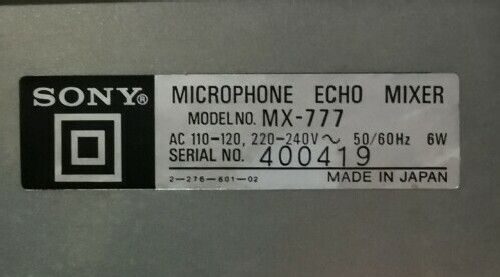 SONY®
MICROPHONE ECHO MIXER
MODEL NO. MX-777
AC 110-120, 220-240V～ 50/60Hz 6W
SERIAL NO. 400419
2-276-601-02 MADE IN JAPAN